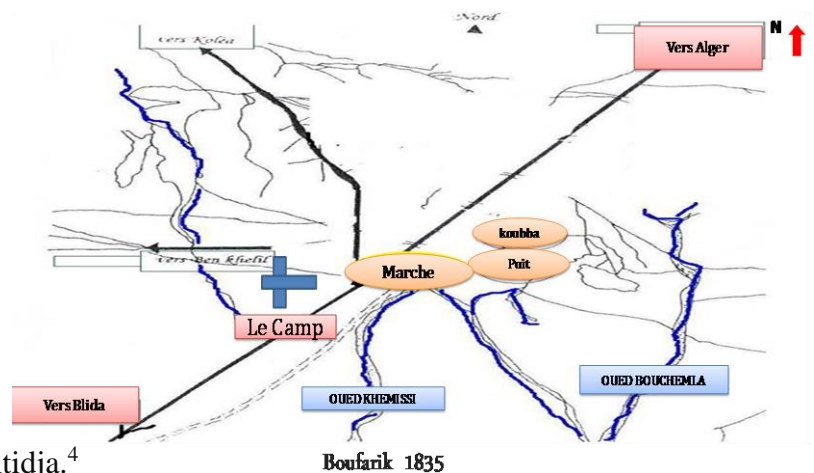 Nord
N
vers Koléa
Vers Alger
koubba
Puit
Marche
vers Ben khelil
Le Camp
OUED BOUCHEMLA
OUED KHEMISSI
Vers Blida
tidja.⁴
Boufarik 1835